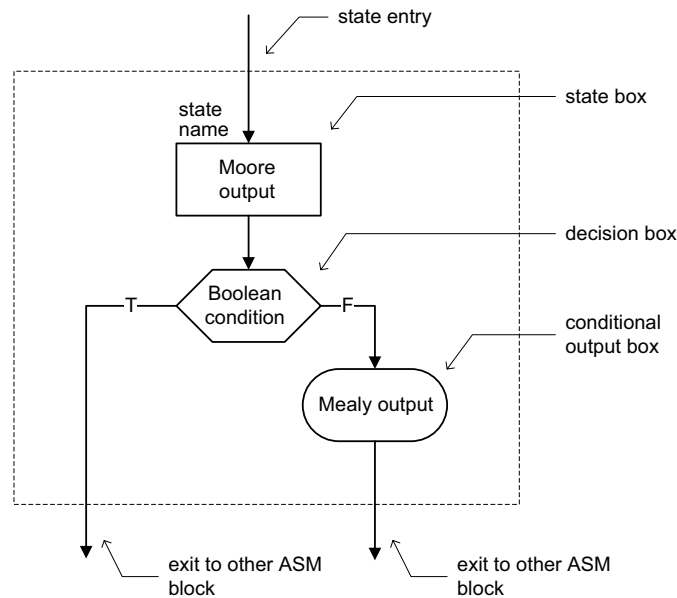 state entry
state box
state
name
Moore
output
decision box
Boolean
condition
T
F
conditional
output box
Mealy output
exit to other ASM
block
exit to other ASM
block